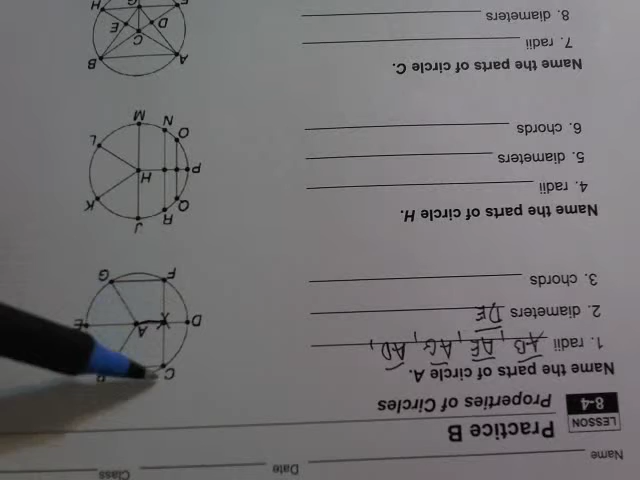 Name Date Class
LESSON
8-4
Practice B
Properties of Circles
Name the parts of circle A.
1. radii AB, AE, AG, AD,
2. diameters DE
3. chords
C
B
D
X
A
E
F
G
Name the parts of circle H.
4. radii
5. diameters
6. chords
J
R
Q
K
P
H
L
O
N
M
Name the parts of circle C.
7. radii
8. diameters
A
B
C
D
E
G
H